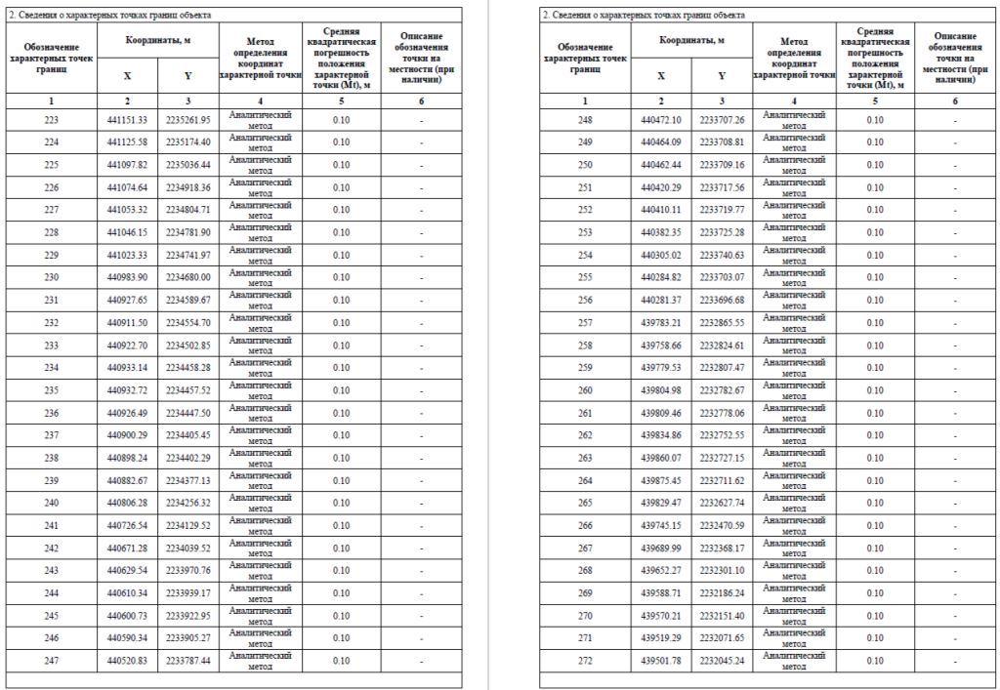 2. Сведения о характерных точках границ объекта
Обозначение характерных точек границ | Координаты, м | Метод определения координат характерной точки | Средняя квадратическая погрешность положения характерной точки (Mt), м | Описание обозначения точки на местности (при наличии)
X | Y
1 | 2 | 3 | 4 | 5 | 6
223 | 441151.33 | 2235261.95 | Аналитический метод | 0.10 | -
224 | 441125.58 | 2235174.40 | Аналитический метод | 0.10 | -
225 | 441097.82 | 2235036.44 | Аналитический метод | 0.10 | -
226 | 441074.64 | 2234918.36 | Аналитический метод | 0.10 | -
227 | 441053.32 | 2234804.71 | Аналитический метод | 0.10 | -
228 | 441046.15 | 2234781.90 | Аналитический метод | 0.10 | -
229 | 441023.33 | 2234741.97 | Аналитический метод | 0.10 | -
230 | 440983.90 | 2234680.00 | Аналитический метод | 0.10 | -
231 | 440927.65 | 2234589.67 | Аналитический метод | 0.10 | -
232 | 440911.50 | 2234554.70 | Аналитический метод | 0.10 | -
233 | 440922.70 | 2234502.85 | Аналитический метод | 0.10 | -
234 | 440933.14 | 2234458.28 | Аналитический метод | 0.10 | -
235 | 440932.72 | 2234457.52 | Аналитический метод | 0.10 | -
236 | 440926.49 | 2234447.50 | Аналитический метод | 0.10 | -
237 | 440900.29 | 2234405.45 | Аналитический метод | 0.10 | -
238 | 440898.24 | 2234402.29 | Аналитический метод | 0.10 | -
239 | 440882.67 | 2234377.13 | Аналитический метод | 0.10 | -
240 | 440806.28 | 2234256.32 | Аналитический метод | 0.10 | -
241 | 440726.54 | 2234129.52 | Аналитический метод | 0.10 | -
242 | 440671.28 | 2234039.52 | Аналитический метод | 0.10 | -
243 | 440629.54 | 2233970.76 | Аналитический метод | 0.10 | -
244 | 440610.34 | 2233939.17 | Аналитический метод | 0.10 | -
245 | 440600.73 | 2233922.95 | Аналитический метод | 0.10 | -
246 | 440590.34 | 2233905.27 | Аналитический метод | 0.10 | -
247 | 440520.83 | 2233787.44 | Аналитический метод | 0.10 | -
2. Сведения о характерных точках границ объекта
Обозначение характерных точек границ | Координаты, м | Метод определения координат характерной точки | Средняя квадратическая погрешность положения характерной точки (Mt), м | Описание обозначения точки на местности (при наличии)
X | Y
1 | 2 | 3 | 4 | 5 | 6
248 | 440472.10 | 2233707.26 | Аналитический метод | 0.10 | -
249 | 440464.09 | 2233708.81 | Аналитический метод | 0.10 | -
250 | 440462.44 | 2233709.16 | Аналитический метод | 0.10 | -
251 | 440420.29 | 2233717.56 | Аналитический метод | 0.10 | -
252 | 440410.11 | 2233719.77 | Аналитический метод | 0.10 | -
253 | 440382.35 | 2233725.28 | Аналитический метод | 0.10 | -
254 | 440305.02 | 2233740.63 | Аналитический метод | 0.10 | -
255 | 440284.82 | 2233703.07 | Аналитический метод | 0.10 | -
256 | 440281.37 | 2233696.68 | Аналитический метод | 0.10 | -
257 | 439783.21 | 2232865.55 | Аналитический метод | 0.10 | -
258 | 439758.66 | 2232824.61 | Аналитический метод | 0.10 | -
259 | 439779.53 | 2232807.47 | Аналитический метод | 0.10 | -
260 | 439804.98 | 2232782.67 | Аналитический метод | 0.10 | -
261 | 439809.46 | 2232778.06 | Аналитический метод | 0.10 | -
262 | 439834.86 | 2232752.55 | Аналитический метод | 0.10 | -
263 | 439860.07 | 2232727.15 | Аналитический метод | 0.10 | -
264 | 439875.45 | 2232711.62 | Аналитический метод | 0.10 | -
265 | 439829.47 | 2232627.74 | Аналитический метод | 0.10 | -
266 | 439745.15 | 2232470.59 | Аналитический метод | 0.10 | -
267 | 439689.99 | 2232368.17 | Аналитический метод | 0.10 | -
268 | 439652.27 | 2232301.10 | Аналитический метод | 0.10 | -
269 | 439588.71 | 2232186.24 | Аналитический метод | 0.10 | -
270 | 439570.21 | 2232151.40 | Аналитический метод | 0.10 | -
271 | 439519.29 | 2232071.65 | Аналитический метод | 0.10 | -
272 | 439501.78 | 2232045.24 | Аналитический метод | 0.10 | -